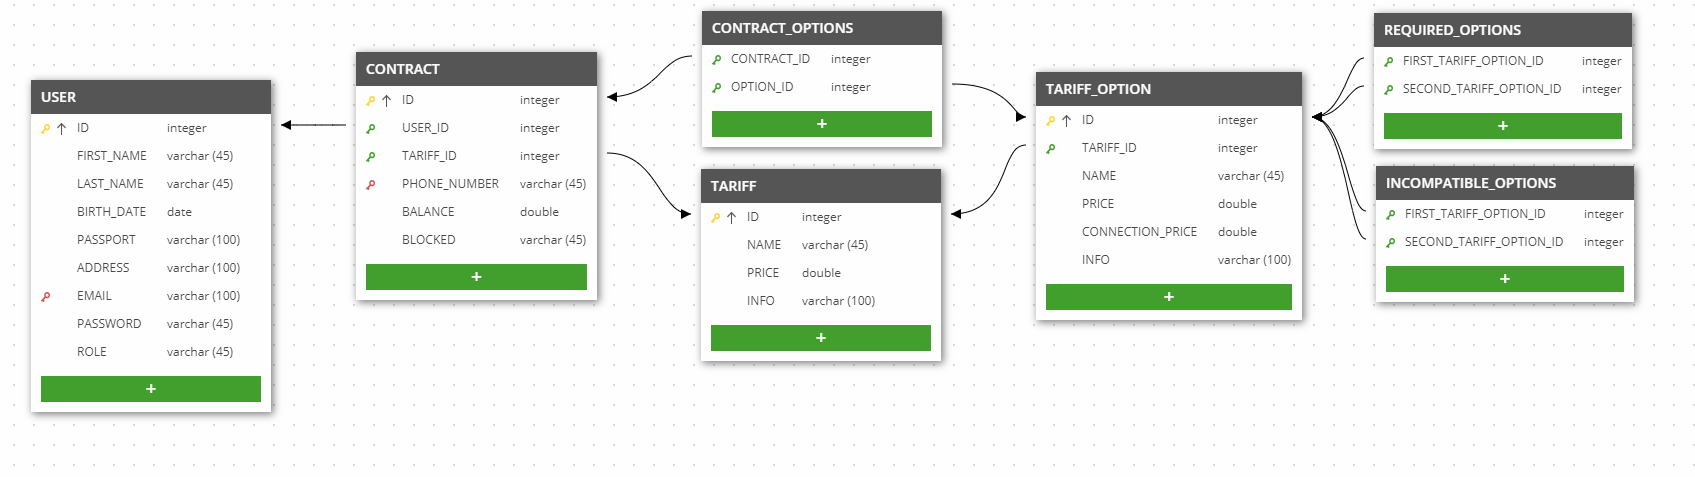 USER
ID integer
FIRST_NAME varchar (45)
LAST_NAME varchar (45)
BIRTH_DATE date
PASSPORT varchar (100)
ADDRESS varchar (100)
EMAIL varchar (100)
PASSWORD varchar (45)
ROLE varchar (45)
+
CONTRACT
ID integer
USER_ID integer
TARIFF_ID integer
PHONE_NUMBER varchar (45)
BALANCE double
BLOCKED varchar (45)
+
CONTRACT_OPTIONS
CONTRACT_ID integer
OPTION_ID integer
+
TARIFF
ID integer
NAME varchar (45)
PRICE double
INFO varchar (100)
+
TARIFF_OPTION
ID integer
TARIFF_ID integer
NAME varchar (45)
PRICE double
CONNECTION_PRICE double
INFO varchar (100)
+
REQUIRED_OPTIONS
FIRST_TARIFF_OPTION_ID integer
SECOND_TARIFF_OPTION_ID integer
+
INCOMPATIBLE_OPTIONS
FIRST_TARIFF_OPTION_ID integer
SECOND_TARIFF_OPTION_ID integer
+